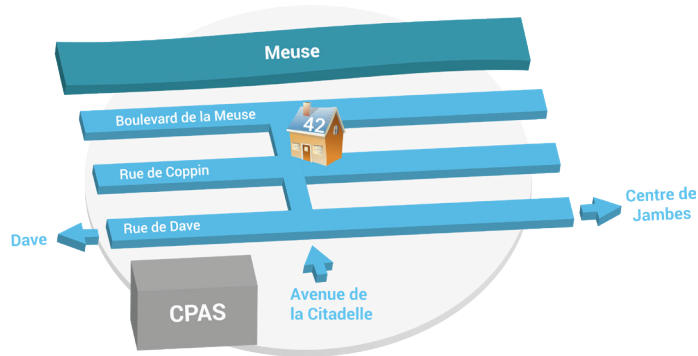 Meuse
Boulevard de la Meuse
42
Rue de Coppin
Centre de
Jambes
Rue de Dave
Dave
Avenue de
la Citadelle
CPAS